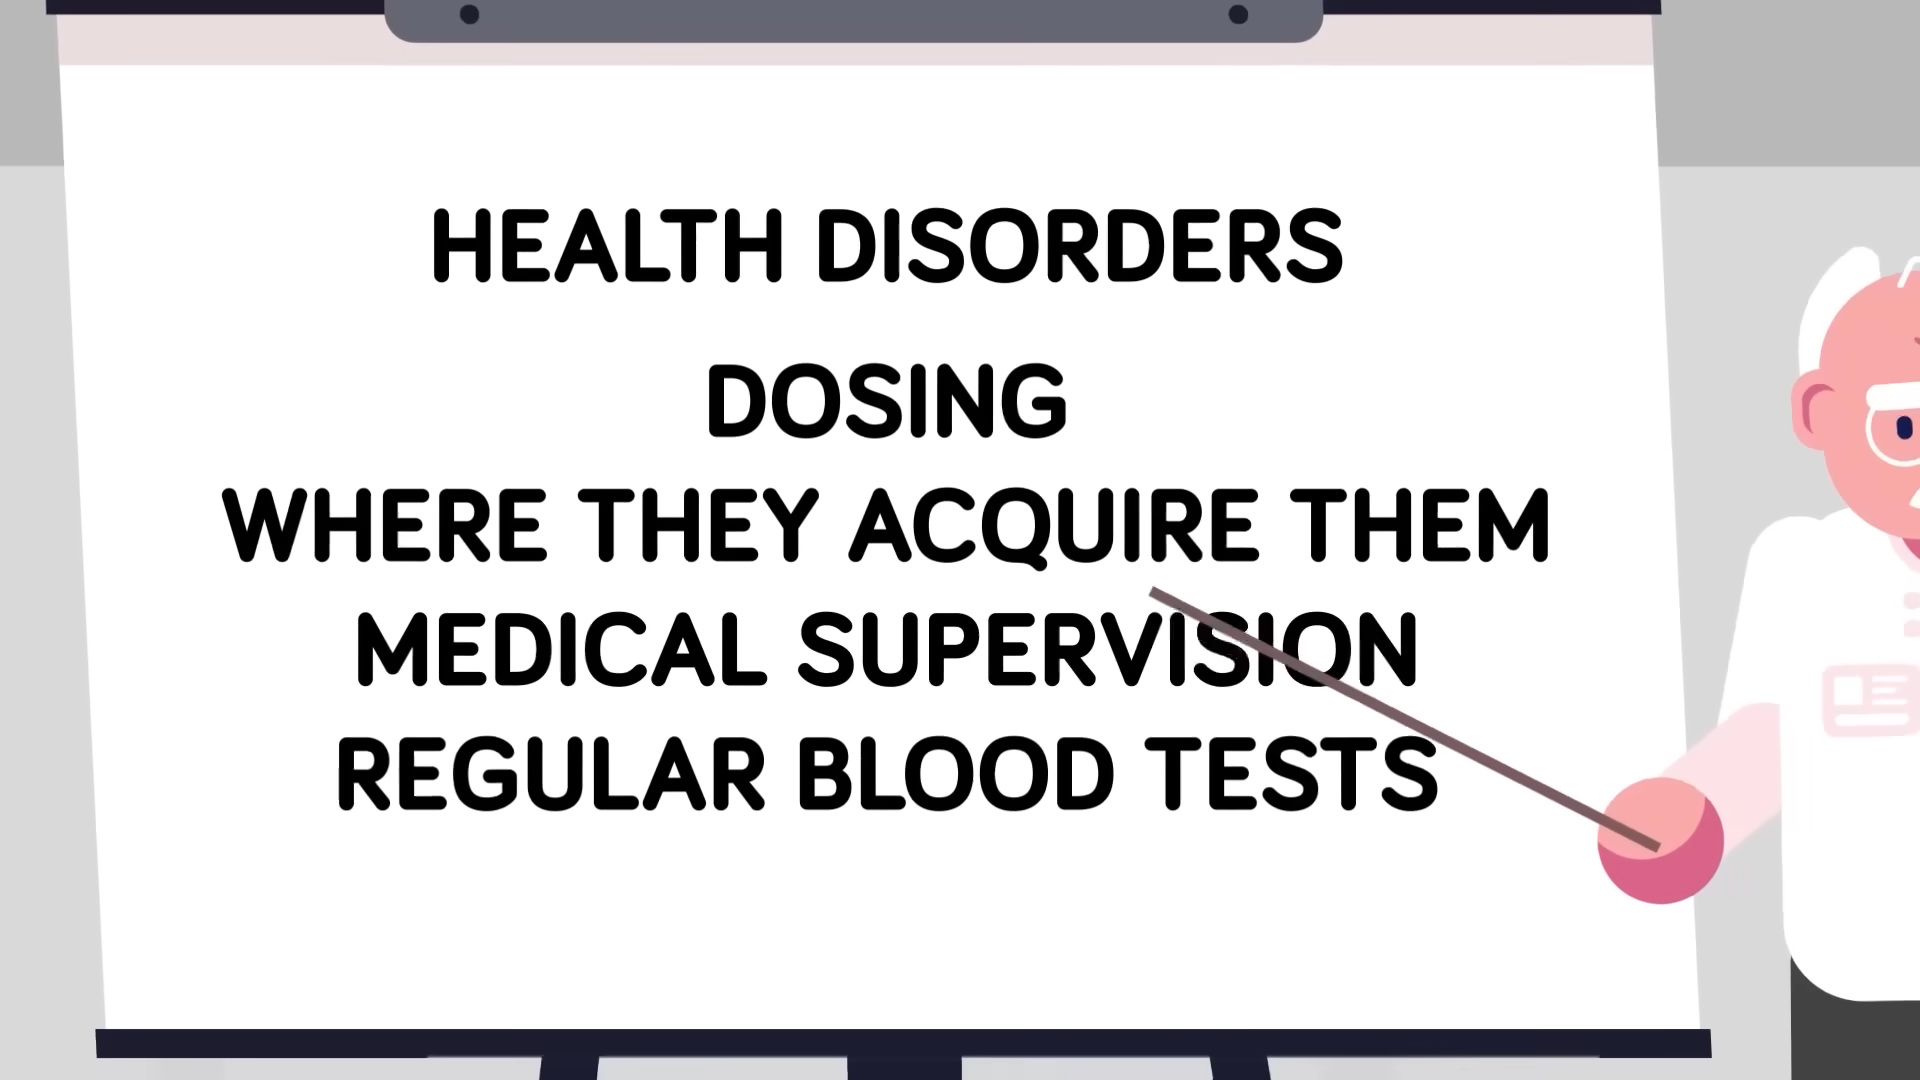 HEALTH DISORDERS
DOSING
WHERE THEY ACQUIRE THEM
MEDICAL SUPERVISION
REGULAR BLOOD TESTS